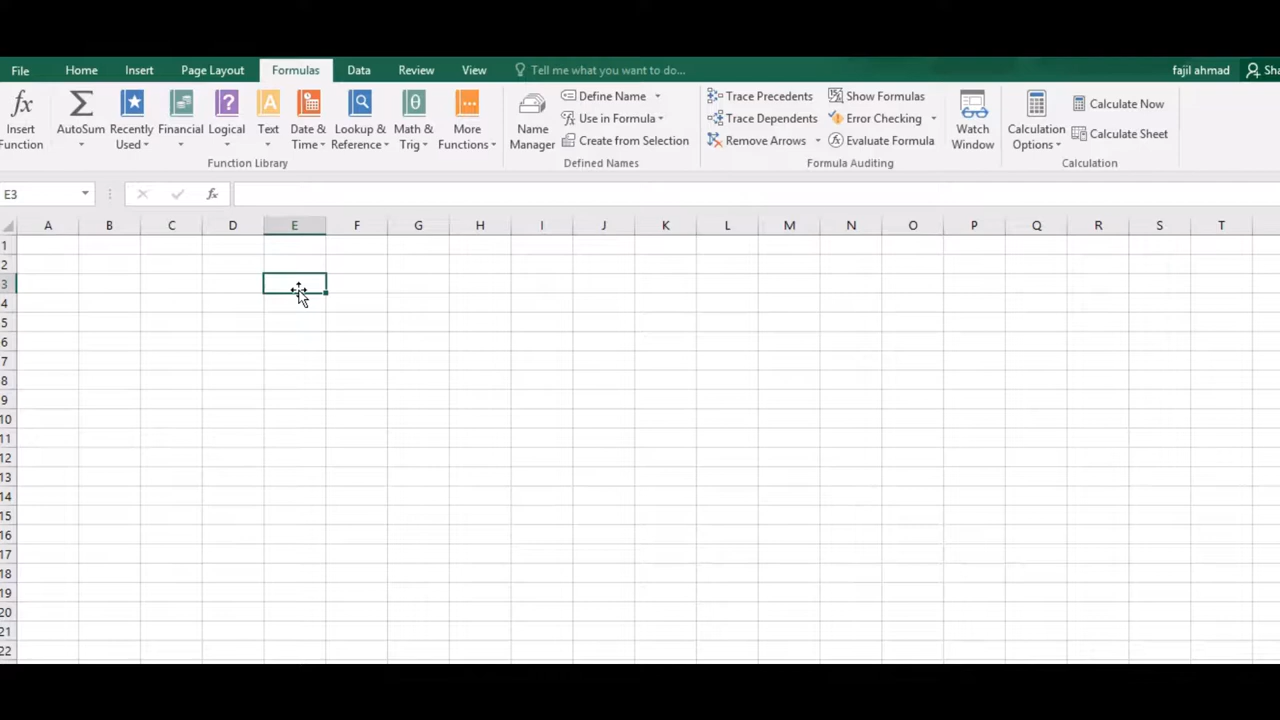 File Home Insert Page Layout Formulas Data Review View Tell me what you want to do... fajil ahmad Sha
fx Σ ? A θ
Insert Function AutoSum Recently Used Financial Logical Text Date & Time Lookup & Reference Math & Trig More Functions
Function Library
Name Manager Define Name Use in Formula Create from Selection
Defined Names
Trace Precedents Trace Dependents Remove Arrows Show Formulas Error Checking Evaluate Formula
Formula Auditing
Watch Window
Calculation Options Calculate Now Calculate Sheet
Calculation
E3 fx
A B C D E F G H I J K L M N O P Q R S T
1
2
3
4
5
6
7
8
9
10
11
12
13
14
15
16
17
18
19
20
21
22